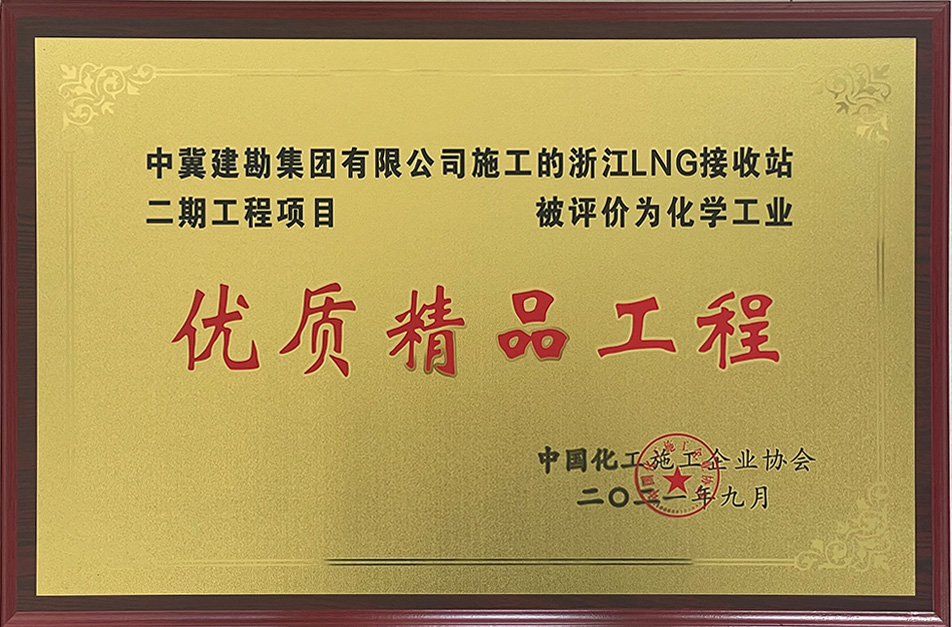 中冀建勘集团有限公司施工的浙江LNG接收站
二期工程项目 被评价为化学工业
优质精品工程
中国化工施工企业协会
二〇二一年九月